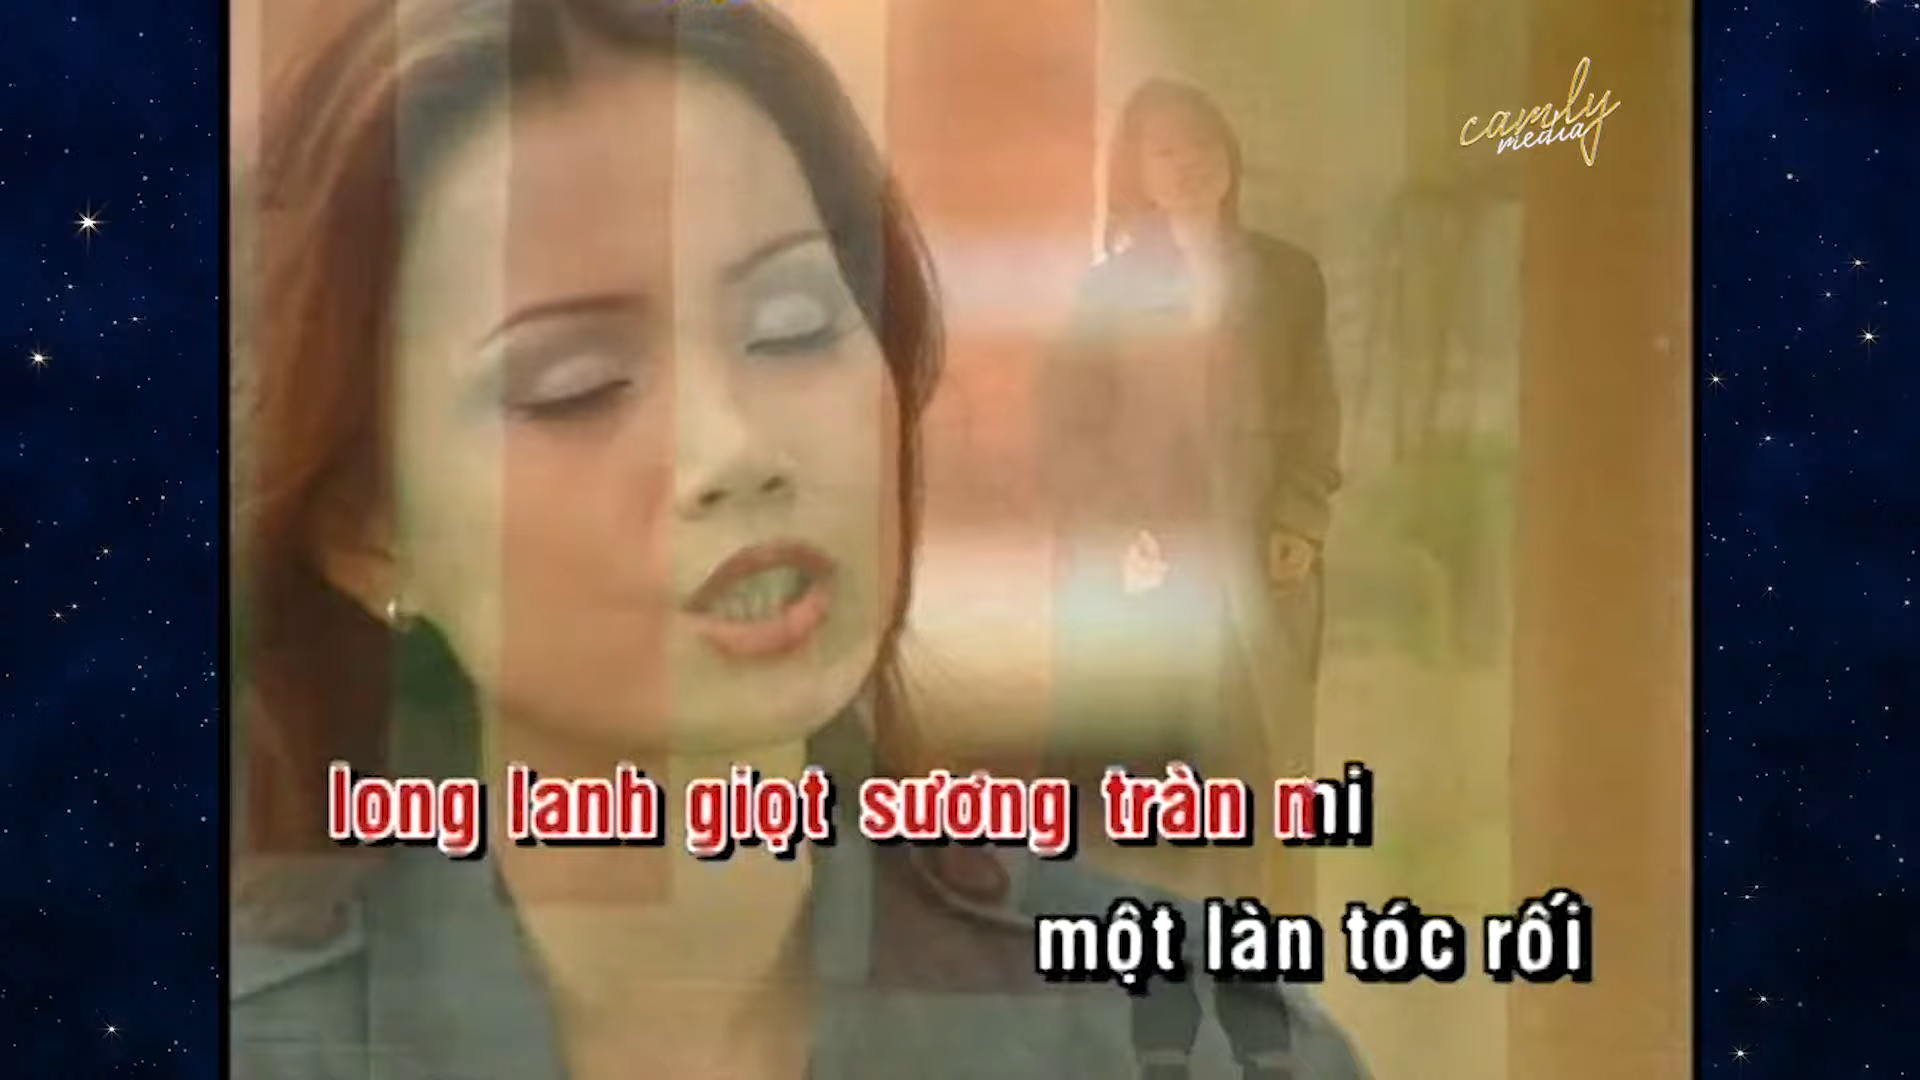 camly
media
long lanh giọt sương tràn mi
một làn tóc rối